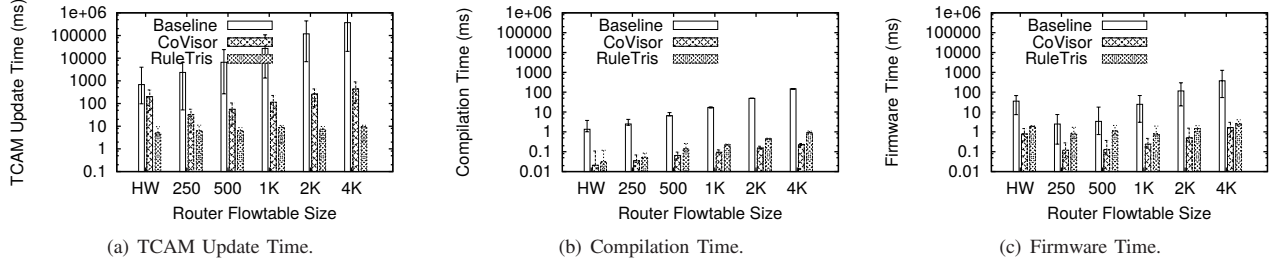 TCAM Update Time (ms)
1e+06
100000
10000
1000
100
10
1
0.1
Baseline
CoVisor
RuleTris
HW 250 500 1K 2K 4K
Router Flowtable Size
(a) TCAM Update Time.
Compilation Time (ms)
1e+06
100000
10000
1000
100
10
1
0.1
0.01
Baseline
CoVisor
RuleTris
HW 250 500 1K 2K 4K
Router Flowtable Size
(b) Compilation Time.
Firmware Time (ms)
1e+06
100000
10000
1000
100
10
1
0.1
0.01
Baseline
CoVisor
RuleTris
HW 250 500 1K 2K 4K
Router Flowtable Size
(c) Firmware Time.